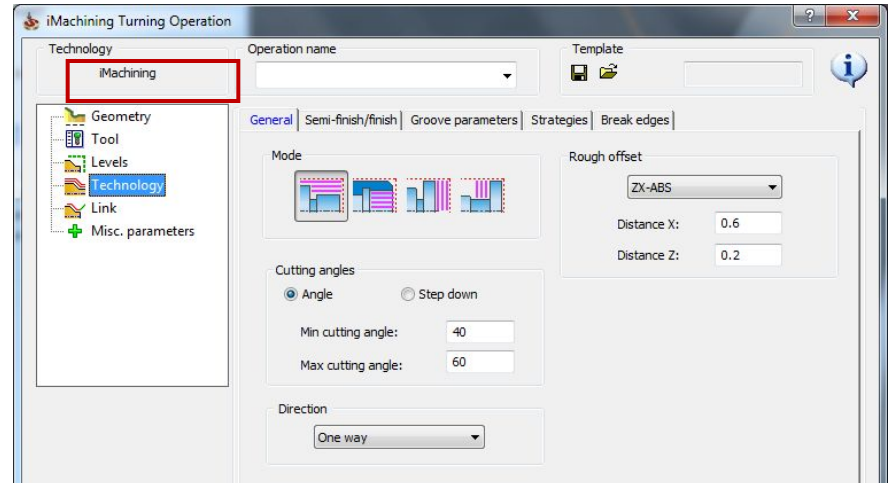 iMachining Turning Operation
Technology
iMachining
Operation name
Template
Geometry
Tool
Levels
Technology
Link
Misc. parameters
General Semi-finish/finish Groove parameters Strategies Break edges
Mode
Rough offset
ZX-ABS
Distance X: 0.6
Distance Z: 0.2
Cutting angles
Angle Step down
Min cutting angle: 40
Max cutting angle: 60
Direction
One way